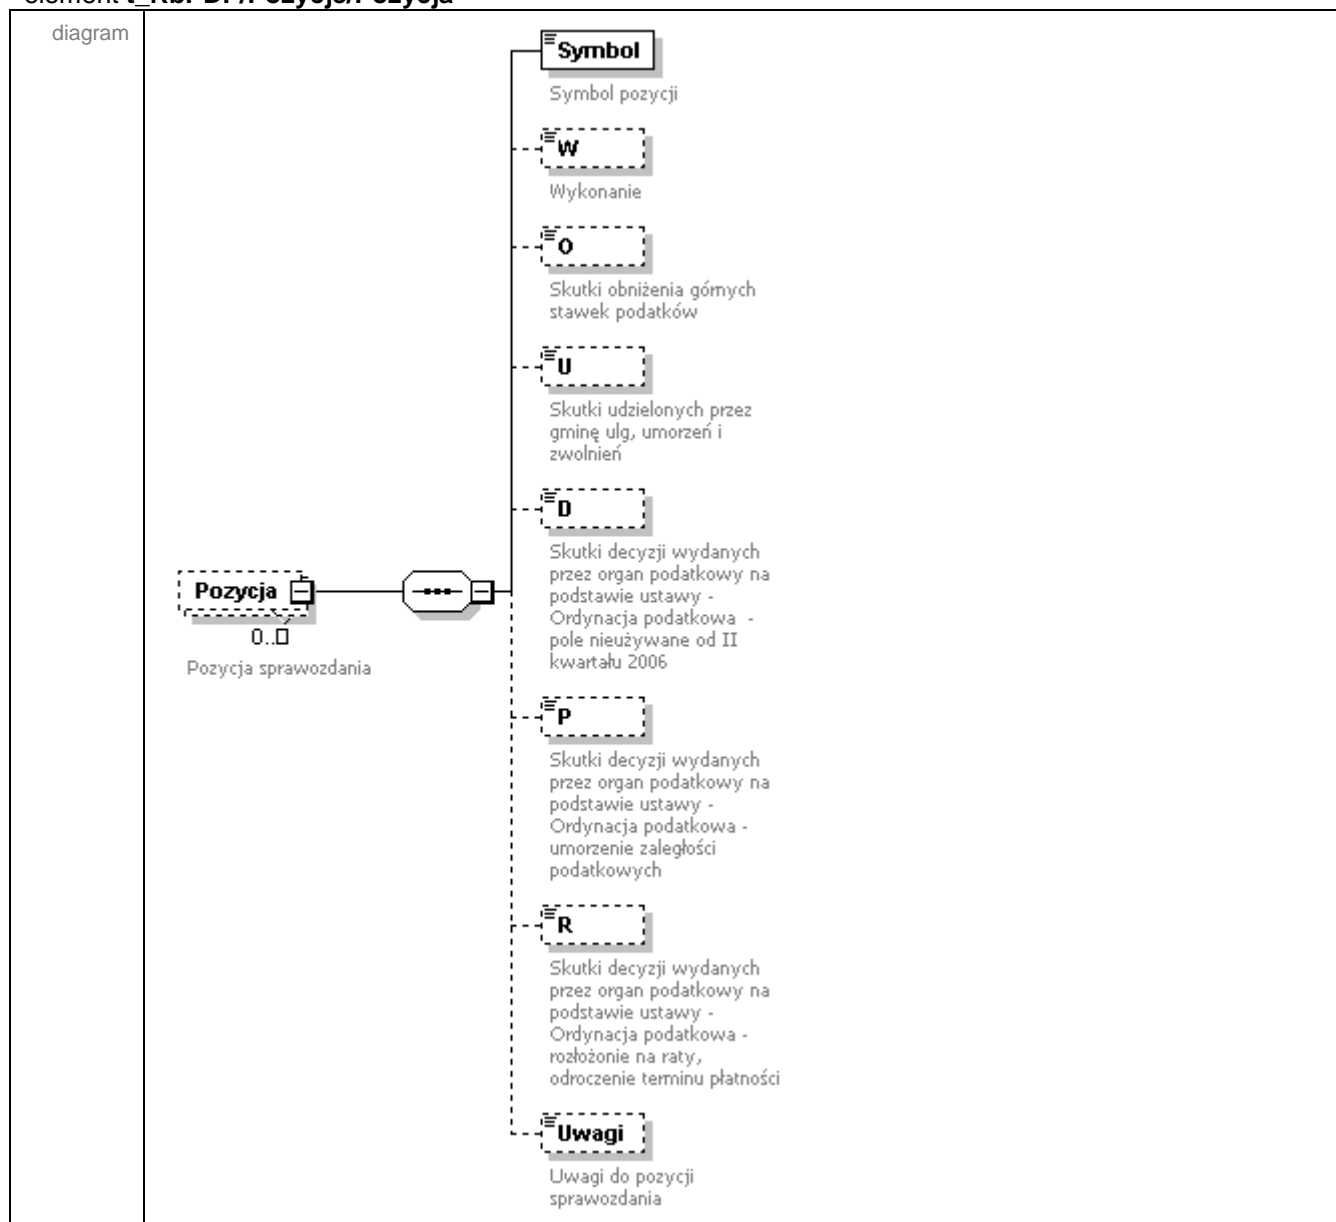 diagram
Symbol
Symbol pozycji
W
Wykonanie
O
Skutki obniżenia górnych
stawek podatków
U
Skutki udzielonych przez
gminę ulg, umorzeń i
zwolnień
D
Skutki decyzji wydanych
przez organ podatkowy na
podstawie ustawy -
Ordynacja podatkowa -
pole nieużywane od II
kwartału 2006
Pozycja
0..
Pozycja sprawozdania
P
Skutki decyzji wydanych
przez organ podatkowy na
podstawie ustawy -
Ordynacja podatkowa -
umorzenie zaległości
podatkowych
R
Skutki decyzji wydanych
przez organ podatkowy na
podstawie ustawy -
Ordynacja podatkowa -
rozłożonie na raty,
odroczenie terminu płatności
Uwagi
Uwagi do pozycji
sprawozdania